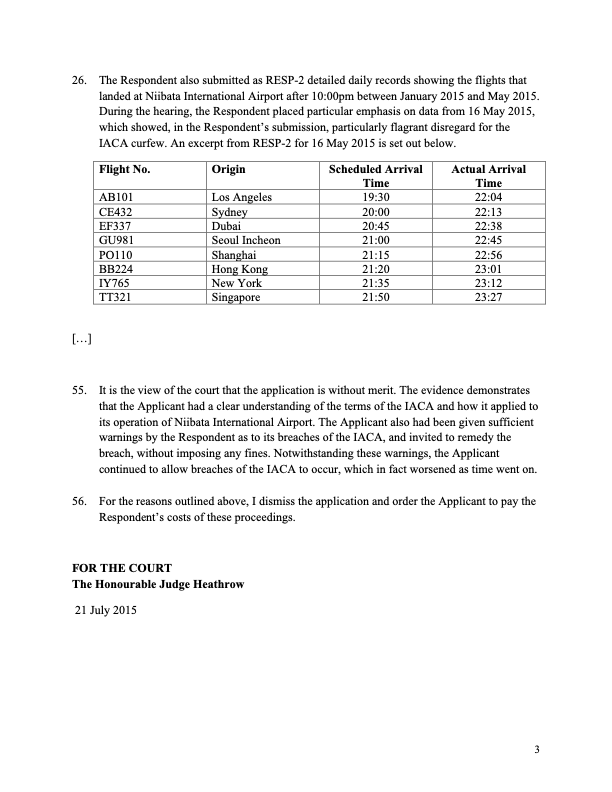 26. The Respondent also submitted as RESP-2 detailed daily records showing the flights that
landed at Niibata International Airport after 10:00pm between January 2015 and May 2015.
During the hearing, the Respondent placed particular emphasis on data from 16 May 2015,
which showed, in the Respondent's submission, particularly flagrant disregard for the
IACA curfew. An excerpt from RESP-2 for 16 May 2015 is set out below.
Flight No. Origin Scheduled Arrival Time Actual Arrival Time
AB101 Los Angeles 19:30 22:04
CE432 Sydney 20:00 22:13
EF337 Dubai 20:45 22:38
GU981 Seoul Incheon 21:00 22:45
PO110 Shanghai 21:15 22:56
BB224 Hong Kong 21:20 23:01
IY765 New York 21:35 23:12
TT321 Singapore 21:50 23:27
[…]
55. It is the view of the court that the application is without merit. The evidence demonstrates
that the Applicant had a clear understanding of the terms of the IACA and how it applied to
its operation of Niibata International Airport. The Applicant also had been given sufficient
warnings by the Respondent as to its breaches of the IACA, and invited to remedy the
breach, without imposing any fines. Notwithstanding these warnings, the Applicant
continued to allow breaches of the IACA to occur, which in fact worsened as time went on.
56. For the reasons outlined above, I dismiss the application and order the Applicant to pay the
Respondent's costs of these proceedings.
FOR THE COURT
The Honourable Judge Heathrow
21 July 2015
3